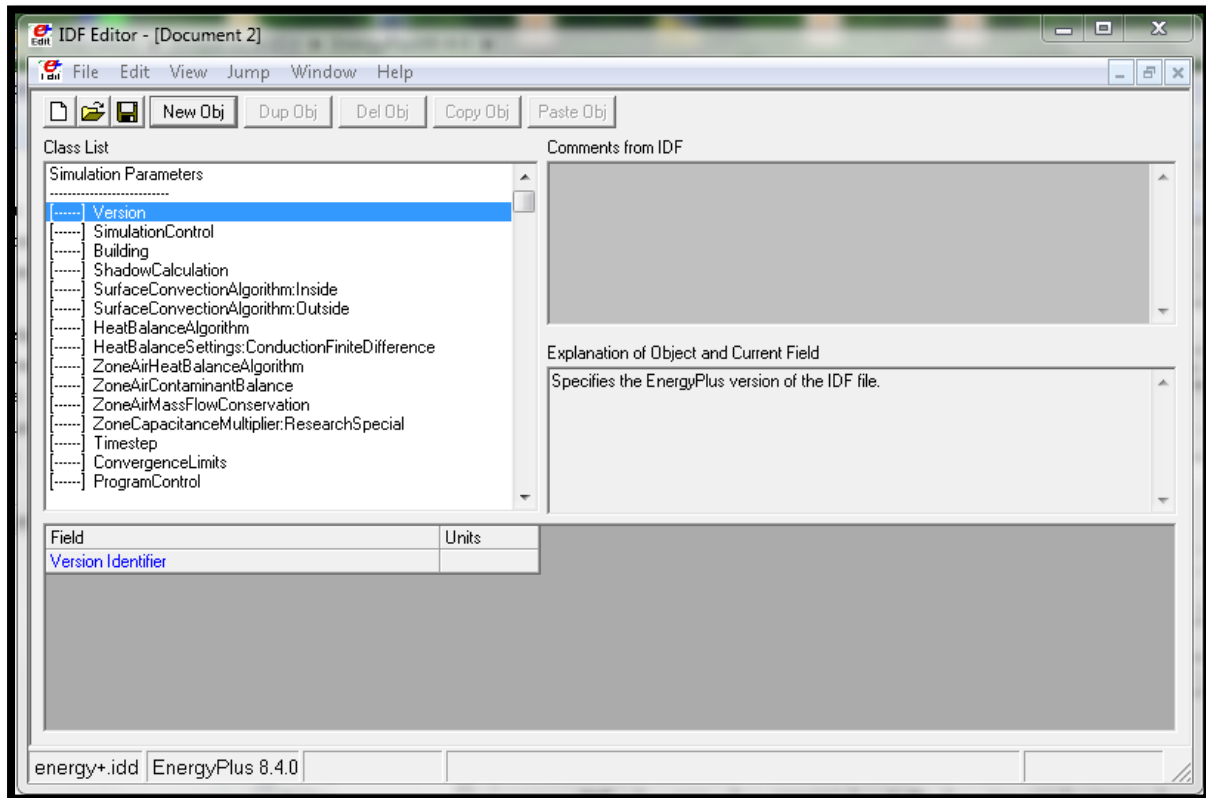 IDF Editor - [Document 2]
File Edit View Jump Window Help
New Obj Dup Obj Del Obj Copy Obj Paste Obj
Class List
Simulation Parameters
---------------------------
[------] Version
[------] SimulationControl
[------] Building
[------] ShadowCalculation
[------] SurfaceConvectionAlgorithm:Inside
[------] SurfaceConvectionAlgorithm:Outside
[------] HeatBalanceAlgorithm
[------] HeatBalanceSettings:ConductionFiniteDifference
[------] ZoneAirHeatBalanceAlgorithm
[------] ZoneAirContaminantBalance
[------] ZoneAirMassFlowConservation
[------] ZoneCapacitanceMultiplier:ResearchSpecial
[------] Timestep
[------] ConvergenceLimits
[------] ProgramControl
Comments from IDF
Explanation of Object and Current Field
Specifies the EnergyPlus version of the IDF file.
Field Units
Version Identifier
energy+.idd EnergyPlus 8.4.0